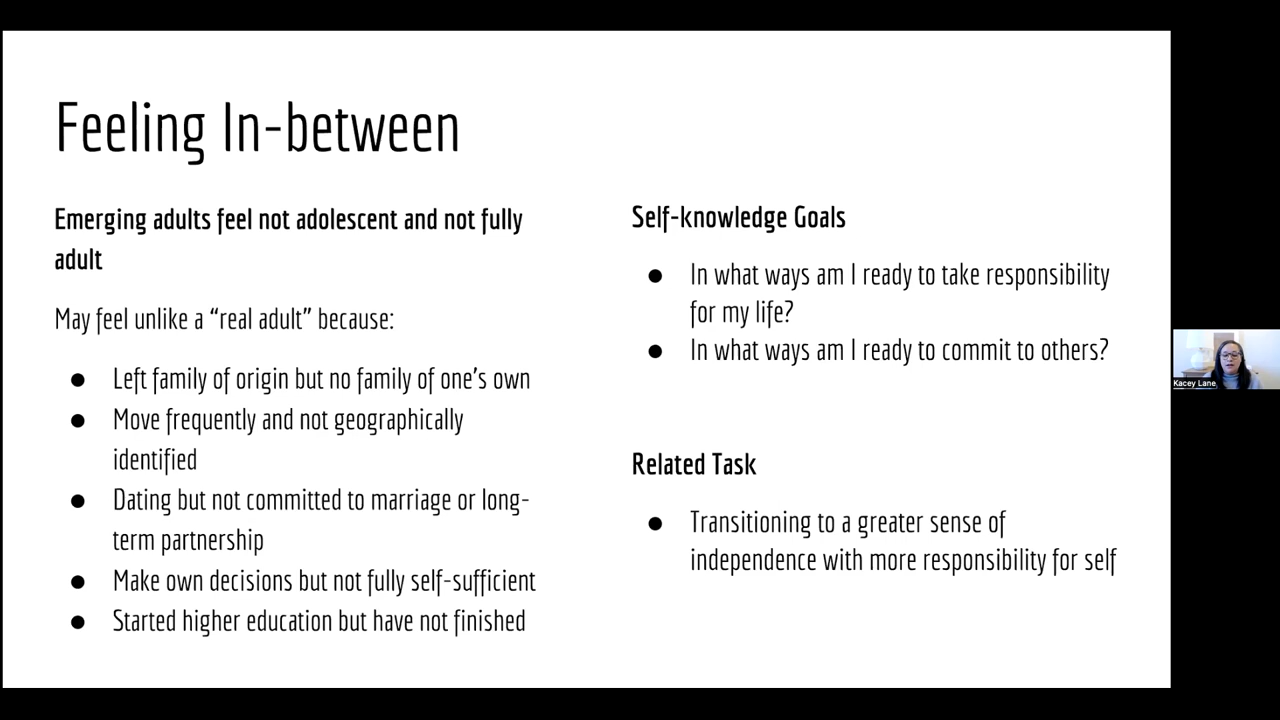 Feeling In-between
Emerging adults feel not adolescent and not fully
adult
May feel unlike a “real adult” because:
● Left family of origin but no family of one’s own
● Move frequently and not geographically
identified
● Dating but not committed to marriage or long-
term partnership
● Make own decisions but not fully self-sufficient
● Started higher education but have not finished
Self-knowledge Goals
● In what ways am I ready to take responsibility
for my life?
● In what ways am I ready to commit to others?
Related Task
● Transitioning to a greater sense of
independence with more responsibility for self
Kacey Lane